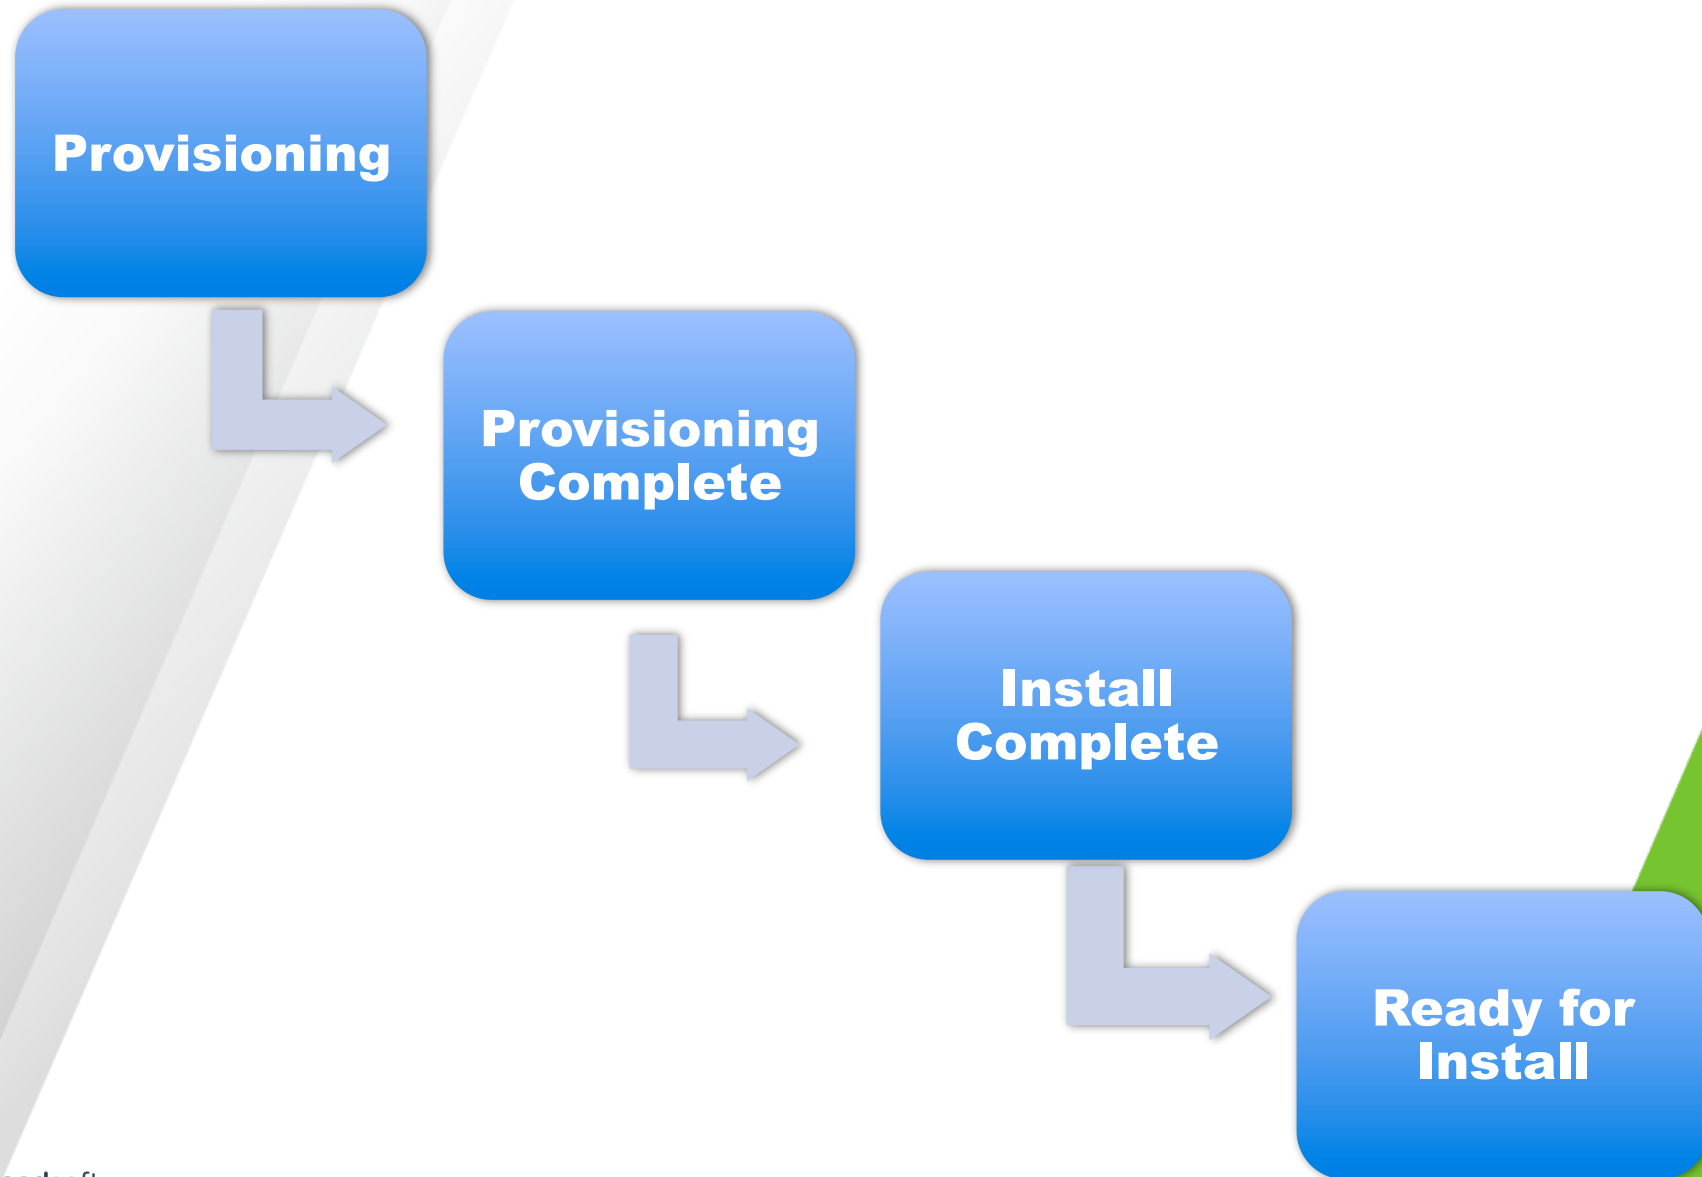 Provisioning
Provisioning
Complete
Install
Complete
Ready for
Install